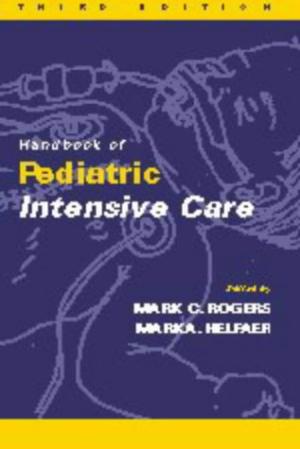 THIRD EDITION
Handbook of
Pediatric
Intensive Care
Edited by
MARK C. ROGERS
MARK A. HELFAER